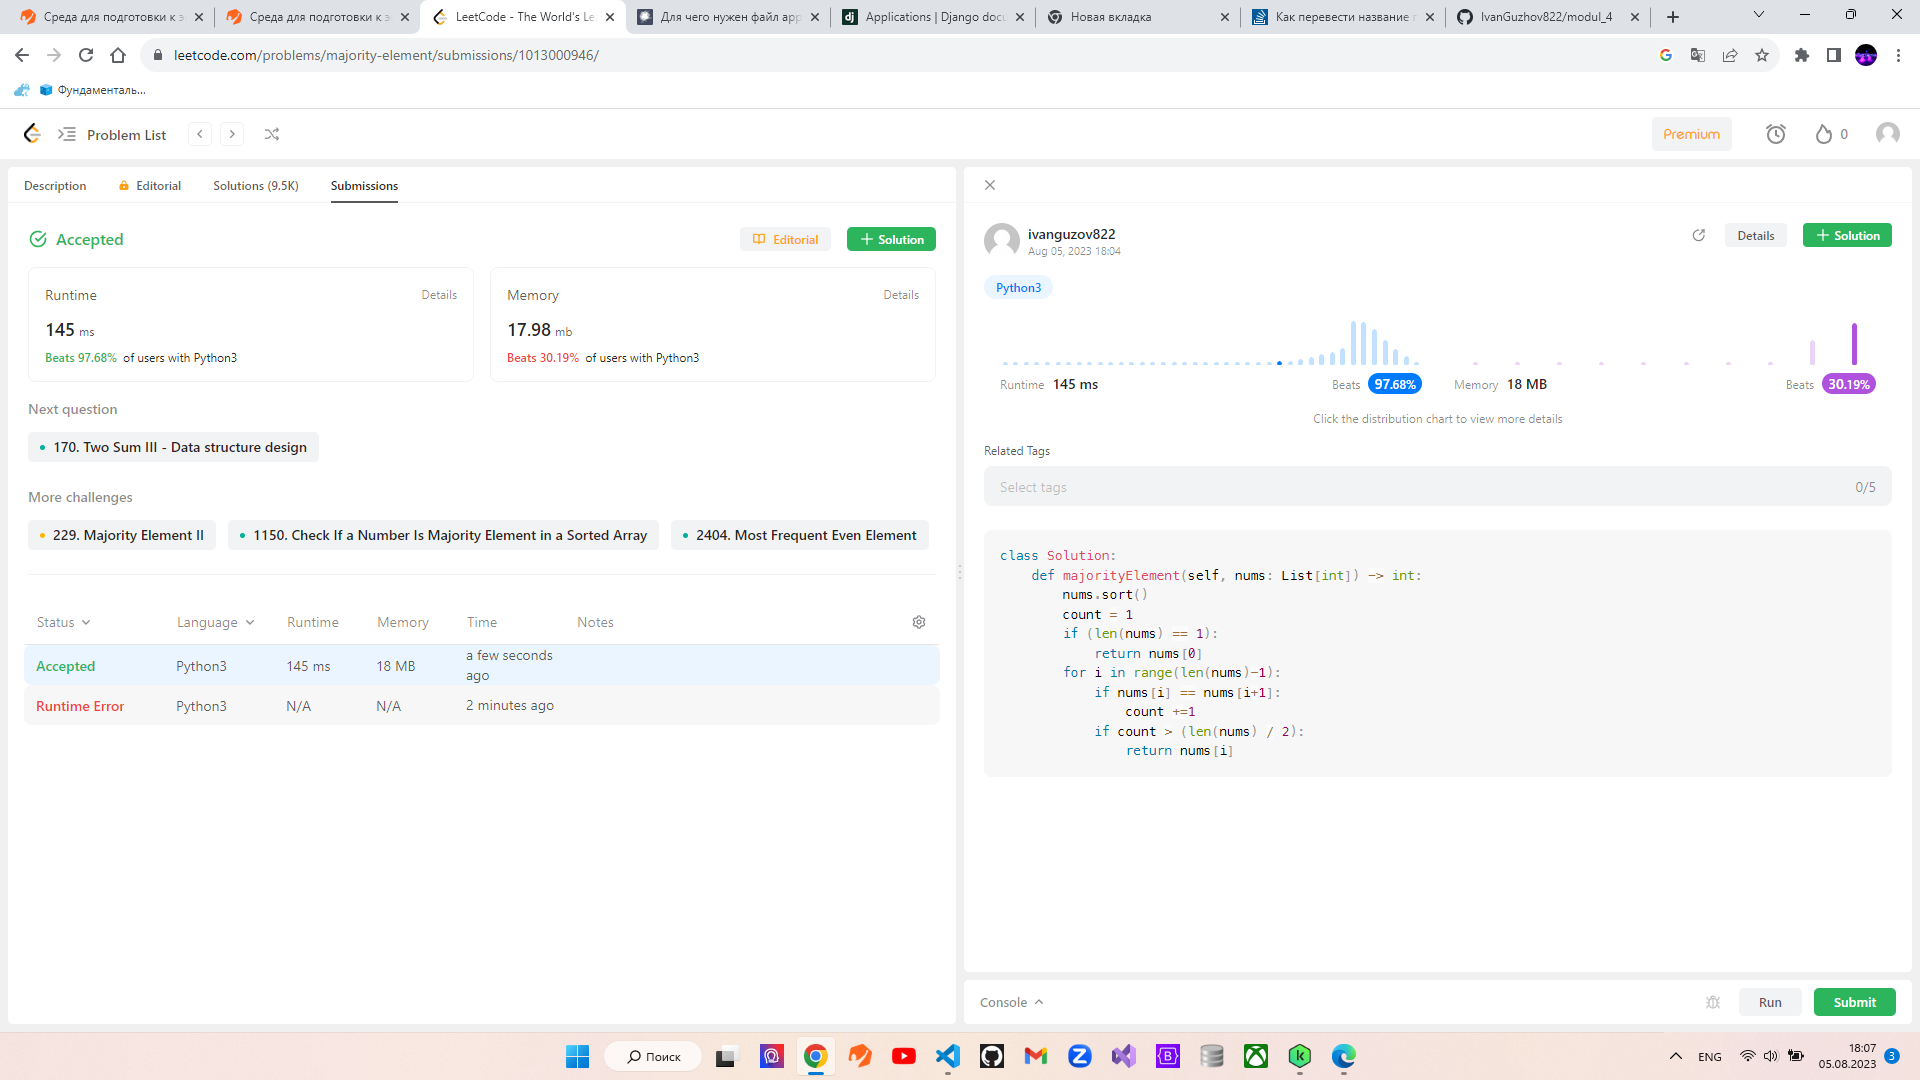 Среда для подготовки к э
Среда для подготовки к э
LeetCode - The World's Le
Для чего нужен файл app
Applications | Django docu
Новая вкладка
Как перевести название п
IvanGuzhov822/modul_4
leetcode.com/problems/majority-element/submissions/1013000946/
Фундаменталь...
Problem List
Premium
0
Description
Editorial
Solutions (9.5K)
Submissions
Accepted
Editorial
+ Solution
Runtime
Details
145 ms
Beats 97.68% of users with Python3
Memory
Details
17.98 mb
Beats 30.19% of users with Python3
Next question
170. Two Sum III - Data structure design
More challenges
229. Majority Element II
1150. Check If a Number Is Majority Element in a Sorted Array
2404. Most Frequent Even Element
Status Language Runtime Memory Time Notes
Accepted Python3 145 ms 18 MB a few seconds ago
Runtime Error Python3 N/A N/A 2 minutes ago
ivanguzov822
Aug 05, 2023 18:04
Details
+ Solution
Python3
Runtime 145 ms Beats 97.68%
Memory 18 MB Beats 30.19%
Click the distribution chart to view more details
Related Tags
Select tags 0/5
class Solution:
    def majorityElement(self, nums: List[int]) -> int:
        nums.sort()
        count = 1
        if (len(nums) == 1):
            return nums[0]
        for i in range(len(nums)-1):
            if nums[i] == nums[i+1]:
                count +=1
            if count > (len(nums) / 2):
                return nums[i]
Console
Run
Submit
Поиск
ENG
18:07
05.08.2023
3